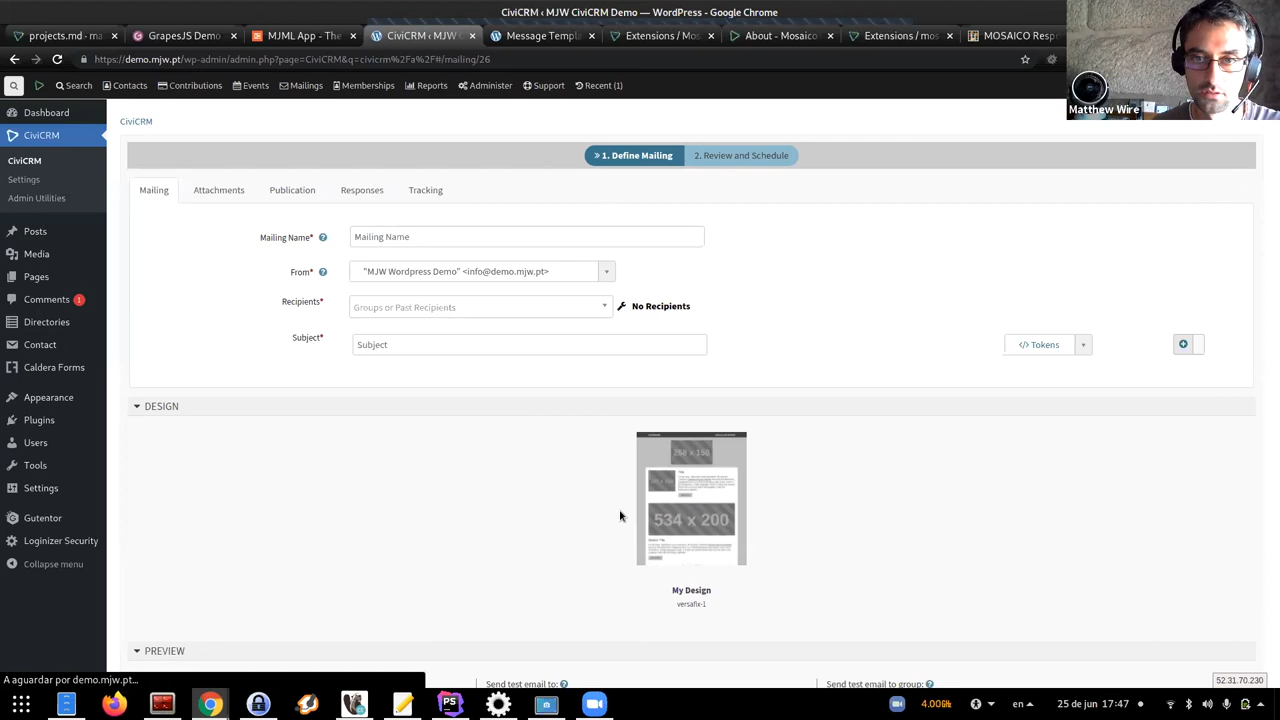 CiviCRM ‹ MJW CiviCRM Demo — WordPress - Google Chrome
projects.md - ma
GrapesJS Demo
MJML App - The
CiviCRM ‹ MJW C
Message Templa
Extensions / Mo
About - Mosaico
Extensions / mos
MOSAICO Resp
https://demo.mjw.pt/wp-admin/admin.php?page=CiviCRM&q=civicrm%2Fa%2F#/mailing/26
Search Contacts Contributions Events Mailings Memberships Reports Administer Support Recent (1)
Matthew Wire
Dashboard
CiviCRM
CiviCRM
Settings
Admin Utilities
Posts
Media
Pages
Comments 1
Directories
Contact
Caldera Forms
Appearance
Plugins
Users
Tools
Settings
Gutentor
Loginizer Security
Collapse menu
CiviCRM
1. Define Mailing
2. Review and Schedule
Mailing Attachments Publication Responses Tracking
Mailing Name* Mailing Name
From* "MJW Wordpress Demo" <info@demo.mjw.pt>
Recipients* Groups or Past Recipients No Recipients
Subject* Subject </> Tokens
DESIGN
534 x 200
My Design
versafix-1
PREVIEW
Send test email to:
Send test email to group:
A aguardar por demo.mjw.pt...
52.31.70.230
PS
4.00GHz
en
25 de jun 17:47